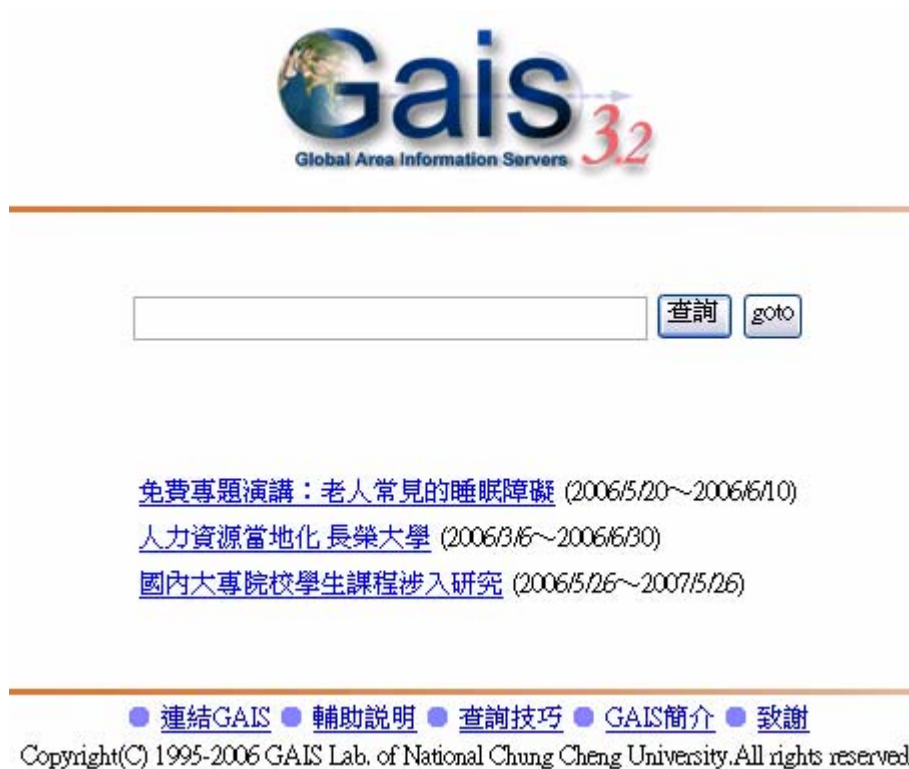 Gais 3.2
Global Area Information Servers
查詢 goto
免費專題演講：老人常見的睡眠障礙 (2006/5/20～2006/6/10)
人力資源當地化 長榮大學 (2006/3/6～2006/6/30)
國內大專院校學生課程涉入研究 (2006/5/26～2007/5/26)
● 連結GAIS ● 輔助說明 ● 查詢技巧 ● GAIS簡介 ● 致謝
Copyright(C) 1995-2006 GAIS Lab. of National Chung Cheng University.All rights reserved